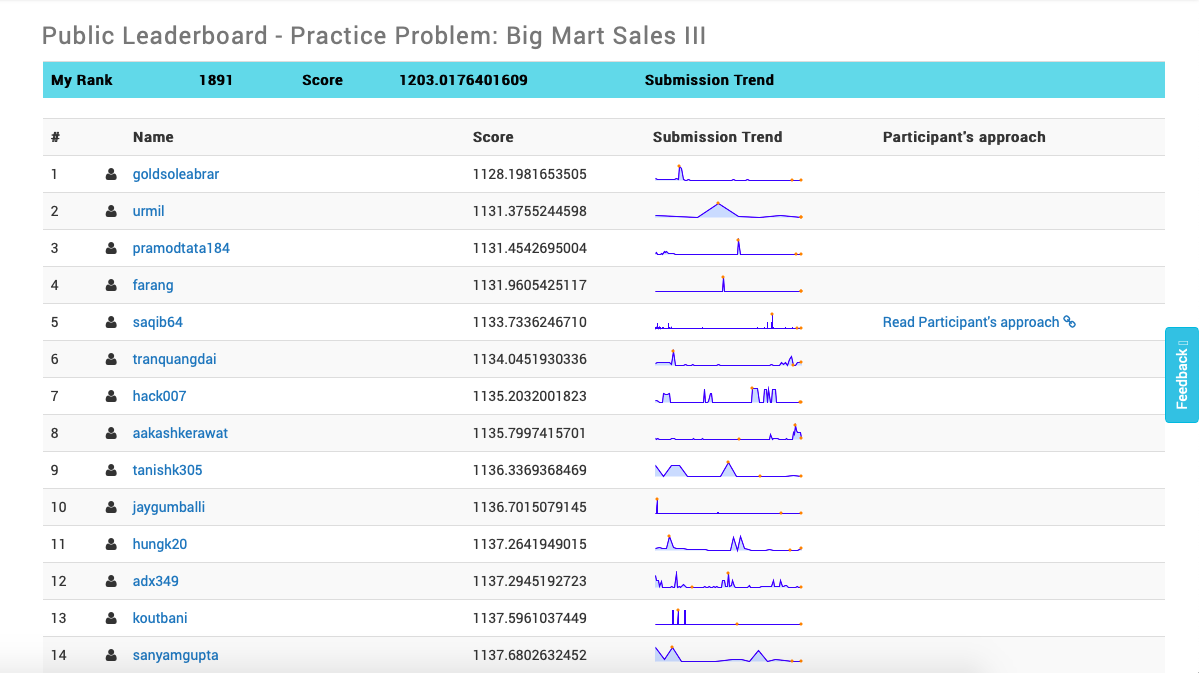 Public Leaderboard - Practice Problem: Big Mart Sales III
My Rank 1891 Score 1203.0176401609 Submission Trend
# Name Score Submission Trend Participant's approach
1 goldsoleabrar 1128.1981653505
2 urmil 1131.3755244598
3 pramodtata184 1131.4542695004
4 farang 1131.9605425117
5 saqib64 1133.7336246710 Read Participant's approach
6 tranquangdai 1134.0451930336
7 hack007 1135.2032001823
8 aakashkerawat 1135.7997415701
9 tanishk305 1136.3369368469
10 jaygumballi 1136.7015079145
11 hungk20 1137.2641949015
12 adx349 1137.2945192723
13 koutbani 1137.5961037449
14 sanyamgupta 1137.6802632452
Feedback